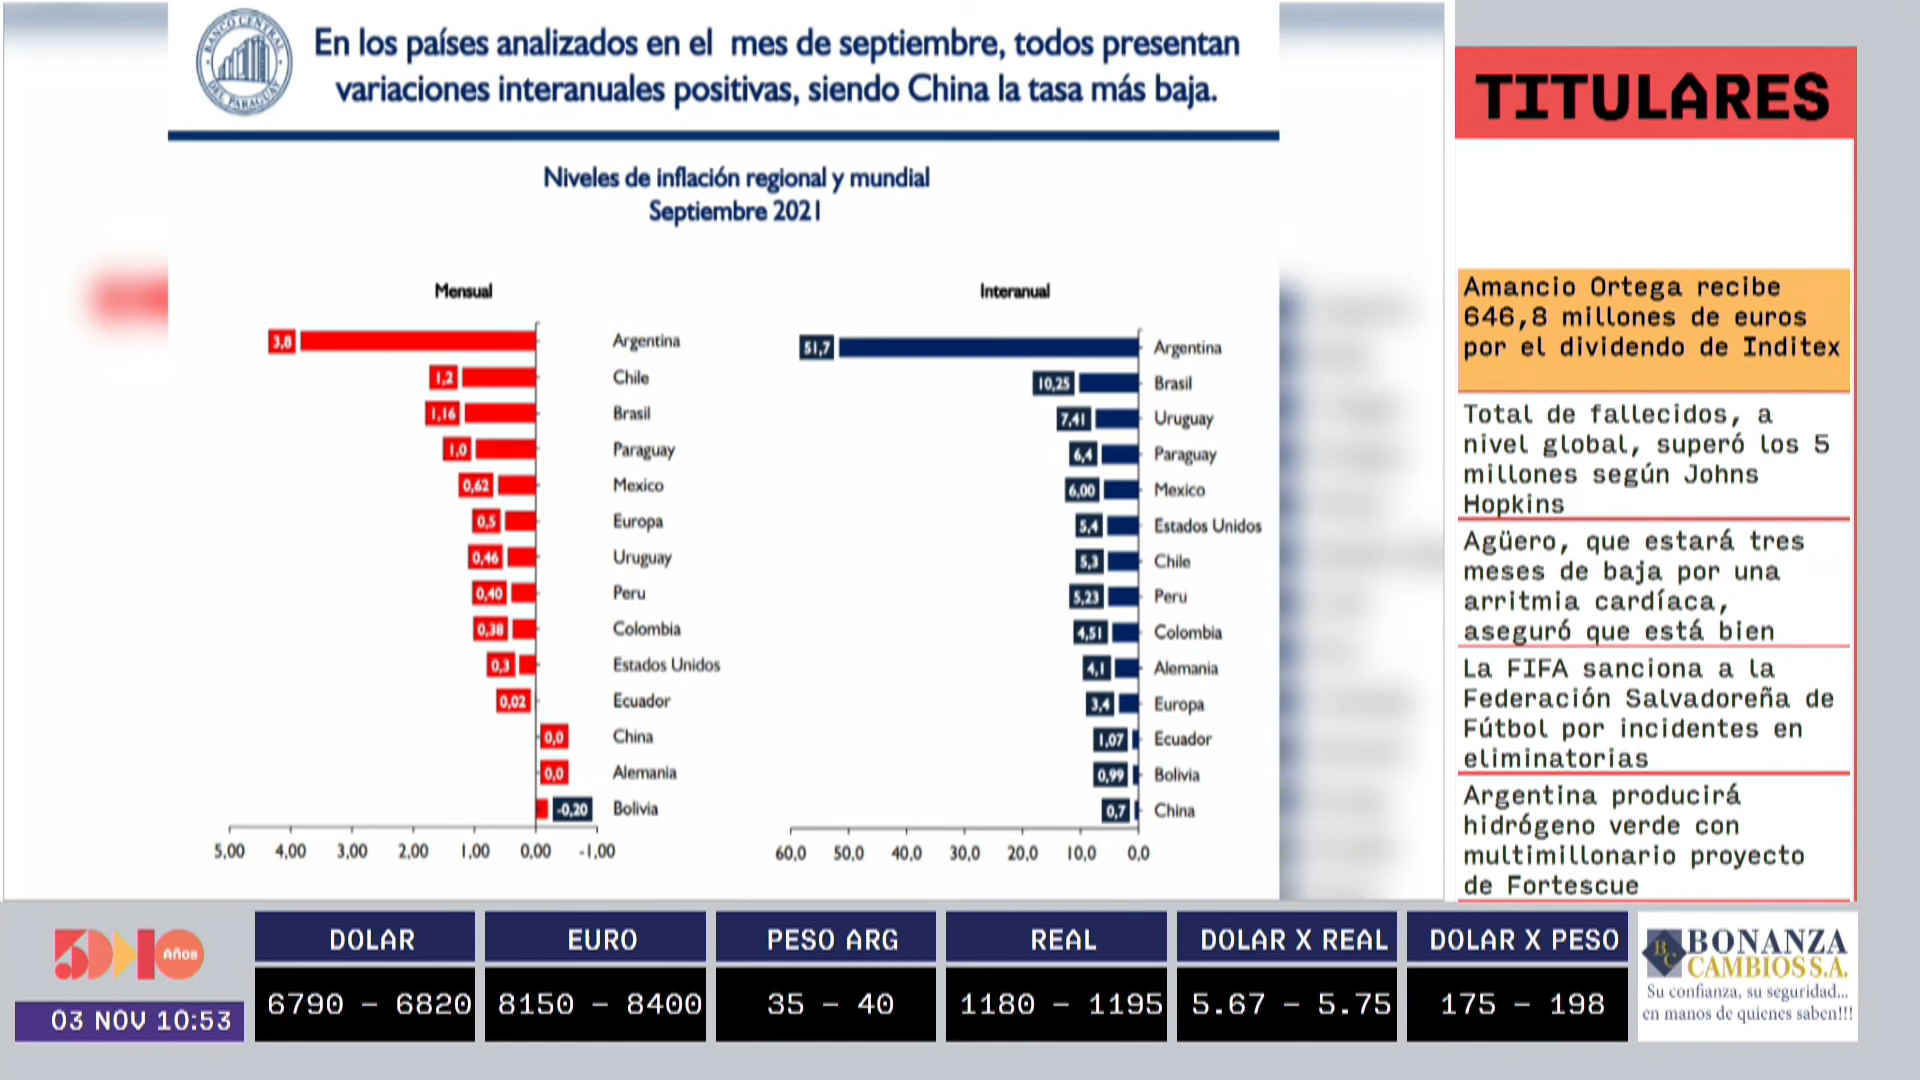 BANCO CENTRAL
DEL PARAGUAY
En los países analizados en el mes de septiembre, todos presentan
variaciones interanuales positivas, siendo China la tasa más baja.
Niveles de inflación regional y mundial
Septiembre 2021
Mensual
3,8 Argentina
1,2 Chile
1,16 Brasil
1,0 Paraguay
0,62 Mexico
0,5 Europa
0,46 Uruguay
0,40 Peru
0,38 Colombia
0,3 Estados Unidos
0,02 Ecuador
0,0 China
0,0 Alemania
-0,20 Bolivia
5,00 4,00 3,00 2,00 1,00 0,00 -1,00
Interanual
51,7 Argentina
10,25 Brasil
7,41 Uruguay
6,4 Paraguay
6,00 Mexico
5,4 Estados Unidos
5,3 Chile
5,23 Peru
4,51 Colombia
4,1 Alemania
3,4 Europa
1,07 Ecuador
0,99 Bolivia
0,7 China
60,0 50,0 40,0 30,0 20,0 10,0 0,0
TITULARES
Amancio Ortega recibe
646,8 millones de euros
por el dividendo de Inditex
Total de fallecidos, a
nivel global, superó los 5
millones según Johns
Hopkins
Agüero, que estará tres
meses de baja por una
arritmia cardíaca,
aseguró que está bien
La FIFA sanciona a la
Federación Salvadoreña de
Fútbol por incidentes en
eliminatorias
Argentina producirá
hidrógeno verde con
multimillonario proyecto
de Fortescue
Años
03 NOV 10:53
DOLAR
6790 - 6820
EURO
8150 - 8400
PESO ARG
35 - 40
REAL
1180 - 1195
DOLAR X REAL
5.67 - 5.75
DOLAR X PESO
175 - 198
BC
BONANZA
CAMBIOS S.A.
Su confianza, su seguridad...
en manos de quienes saben!!!